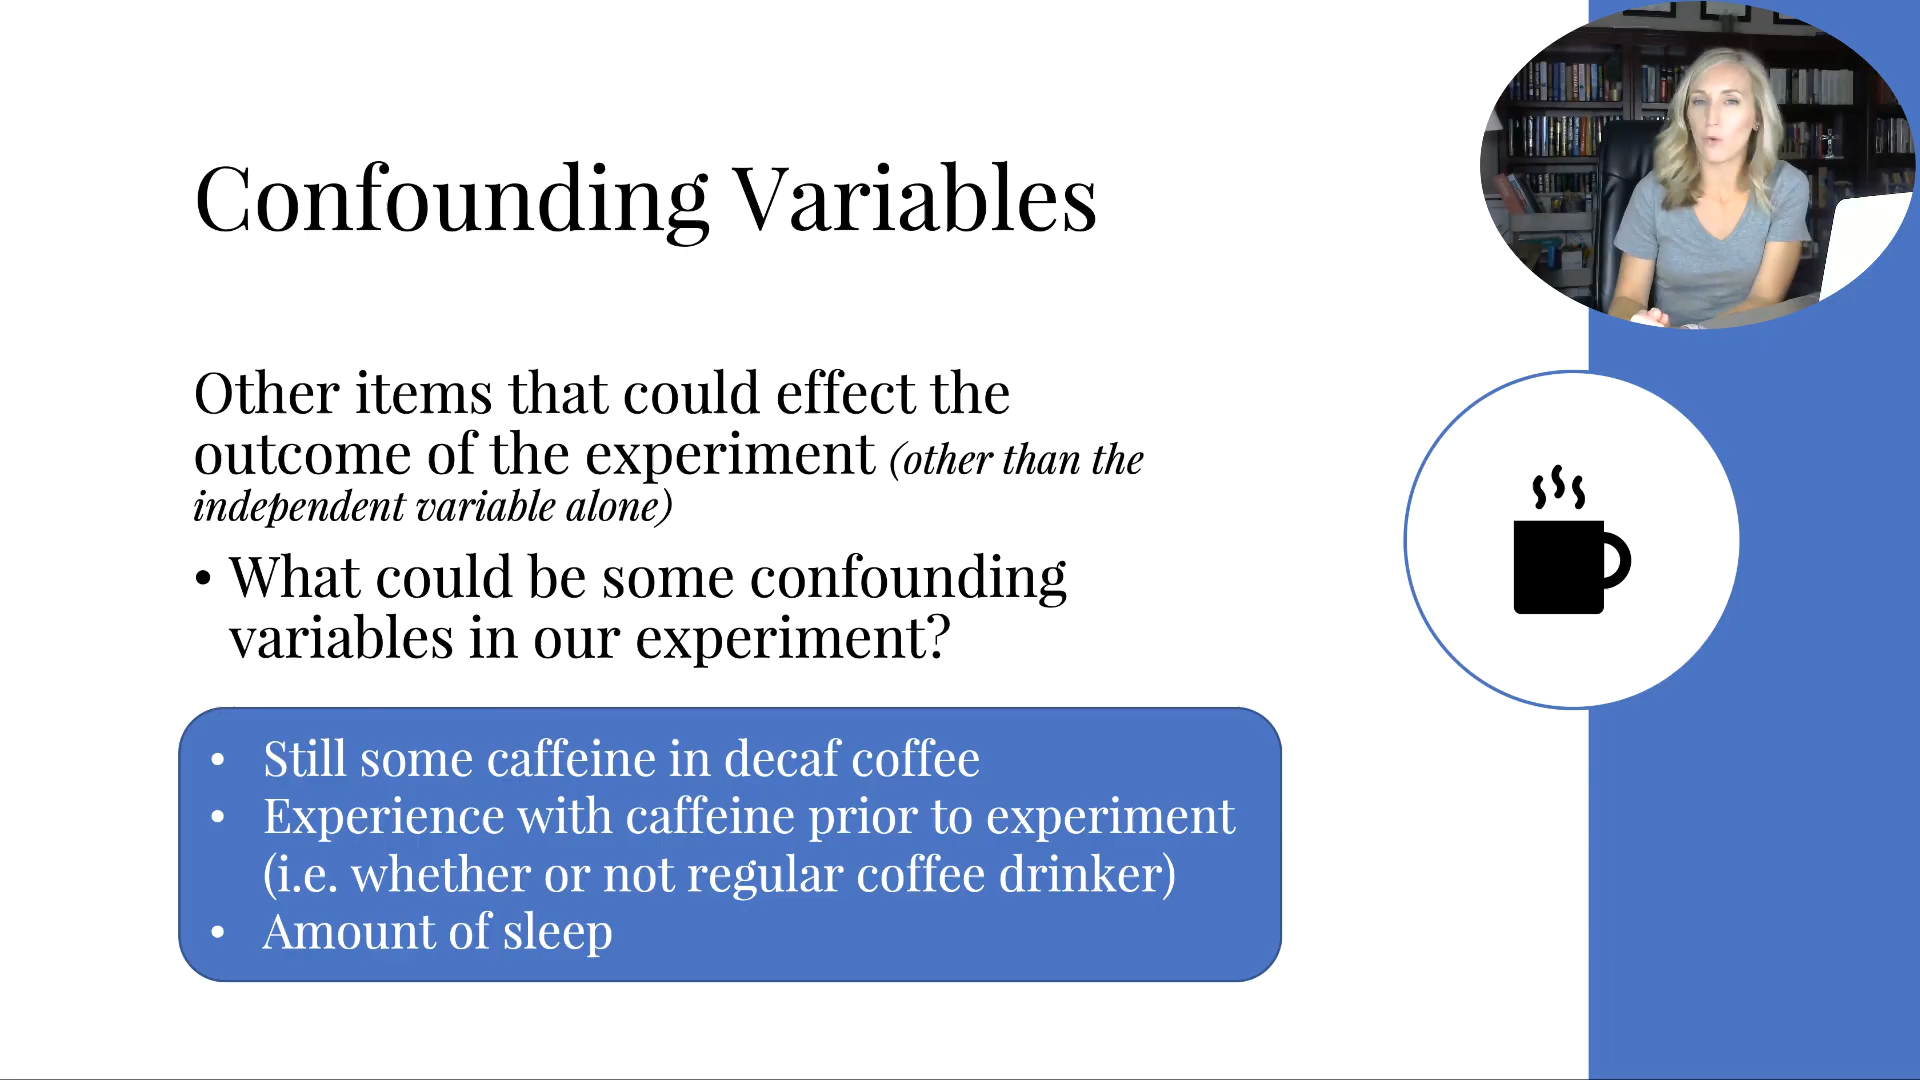 Confounding Variables
Other items that could effect the
outcome of the experiment (other than the
independent variable alone)
• What could be some confounding
variables in our experiment?
• Still some caffeine in decaf coffee
• Experience with caffeine prior to experiment
(i.e. whether or not regular coffee drinker)
• Amount of sleep